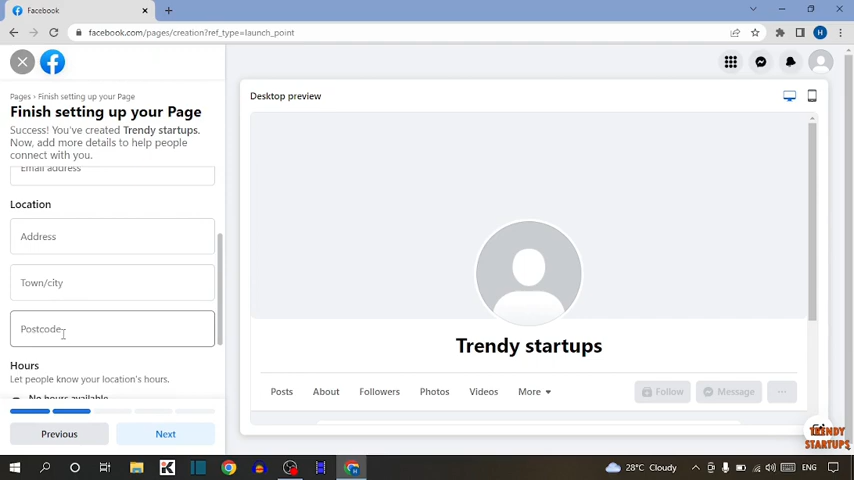 Facebook
facebook.com/pages/creation?ref_type=launch_point
H
Pages › Finish setting up your Page
Finish setting up your Page
Success! You've created Trendy startups.
Now, add more details to help people
connect with you.
Email address
Location
Address
Town/city
Postcode
Hours
Let people know your location's hours.
No hours available
Previous
Next
Desktop preview
Trendy startups
Posts
About
Followers
Photos
Videos
More
Follow
Message
TRENDY
STARTUPS
28°C Cloudy
ENG